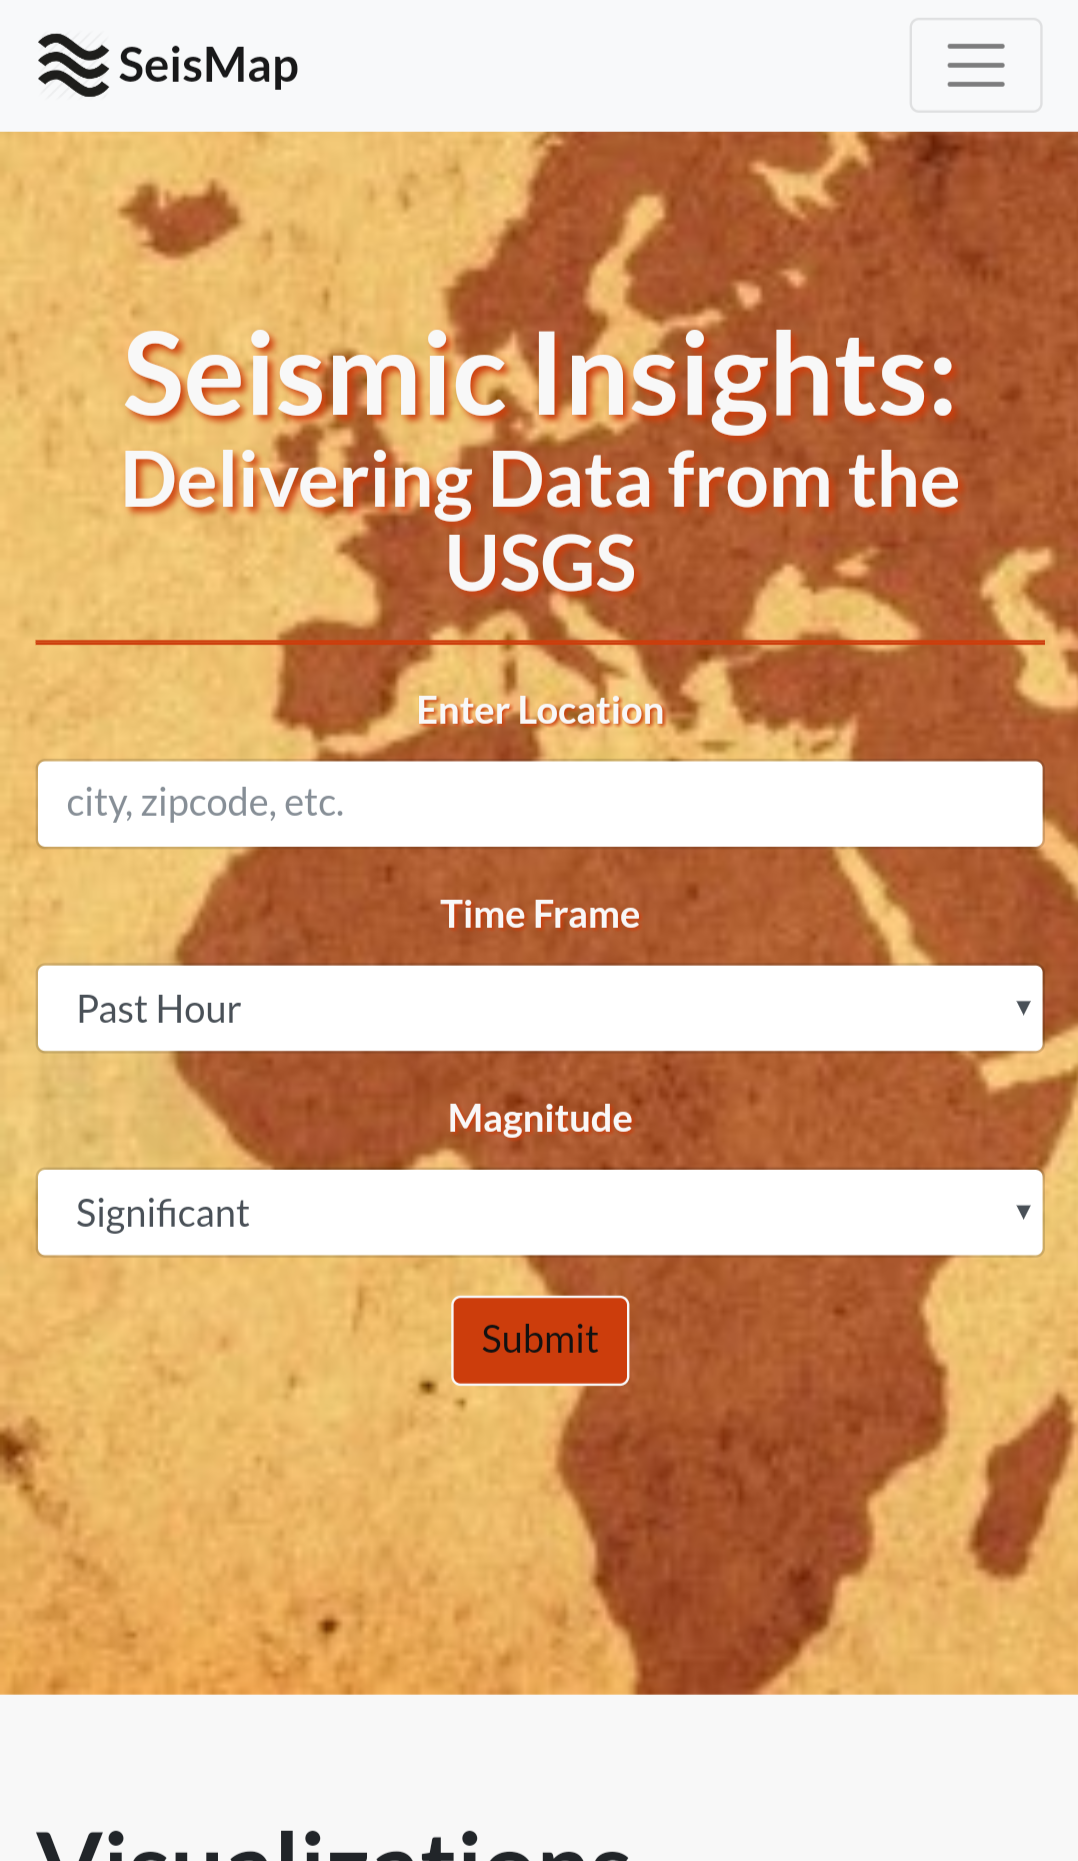 SeisMap
Seismic Insights:
Delivering Data from the
USGS
Enter Location
city, zipcode, etc.
Time Frame
Past Hour
Magnitude
Significant
Submit
Visualizations